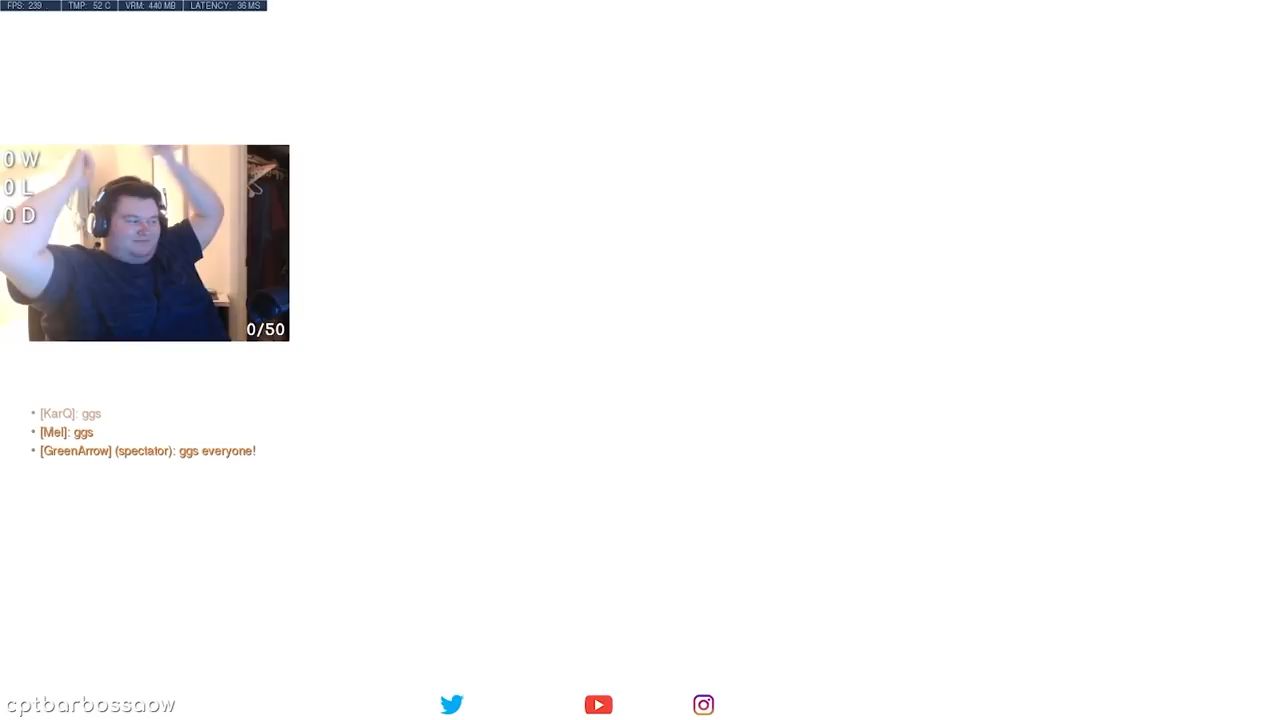 FPS: 239 TMP: 52 C VRM: 440 MB LATENCY: 36 MS
0 W
0 L
0 D
0/50
• [KarQ]: ggs
• [Mel]: ggs
• [GreenArrow] (spectator): ggs everyone!
cptbarbossaow